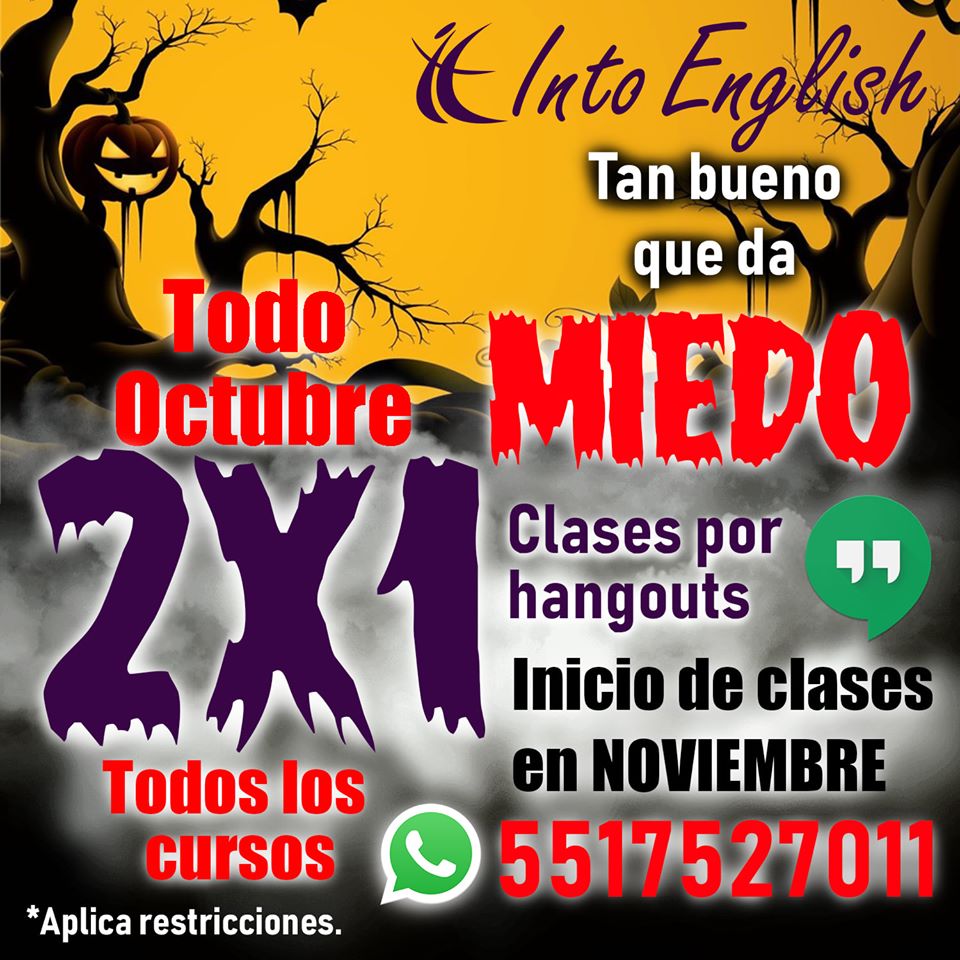 Into English
Tan bueno
que da
MIEDO
Todo
Octubre
2X1
Todos los
cursos
Clases por
hangouts
Inicio de clases
en NOVIEMBRE
5517527011
*Aplica restricciones.